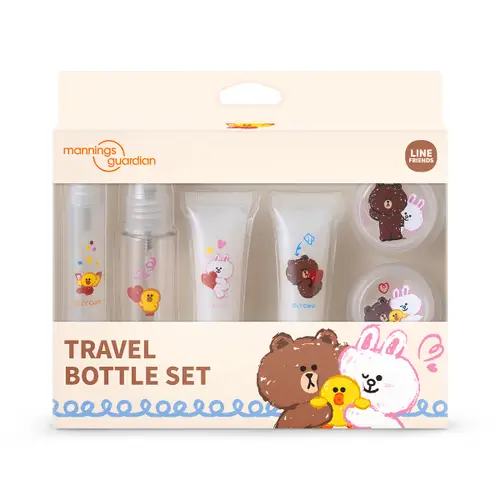 mannings
guardian
LINE
FRIENDS
TRAVEL
BOTTLE SET